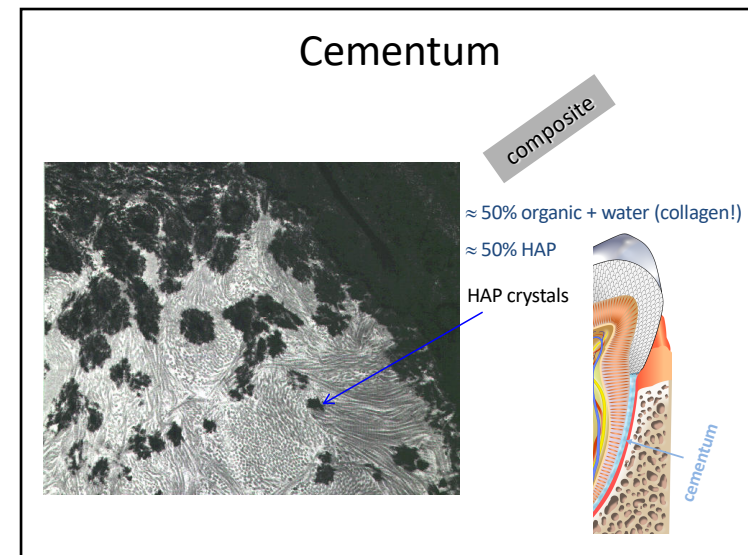 Cementum
composite
≈ 50% organic + water (collagen!)
≈ 50% HAP
HAP crystals
cementum